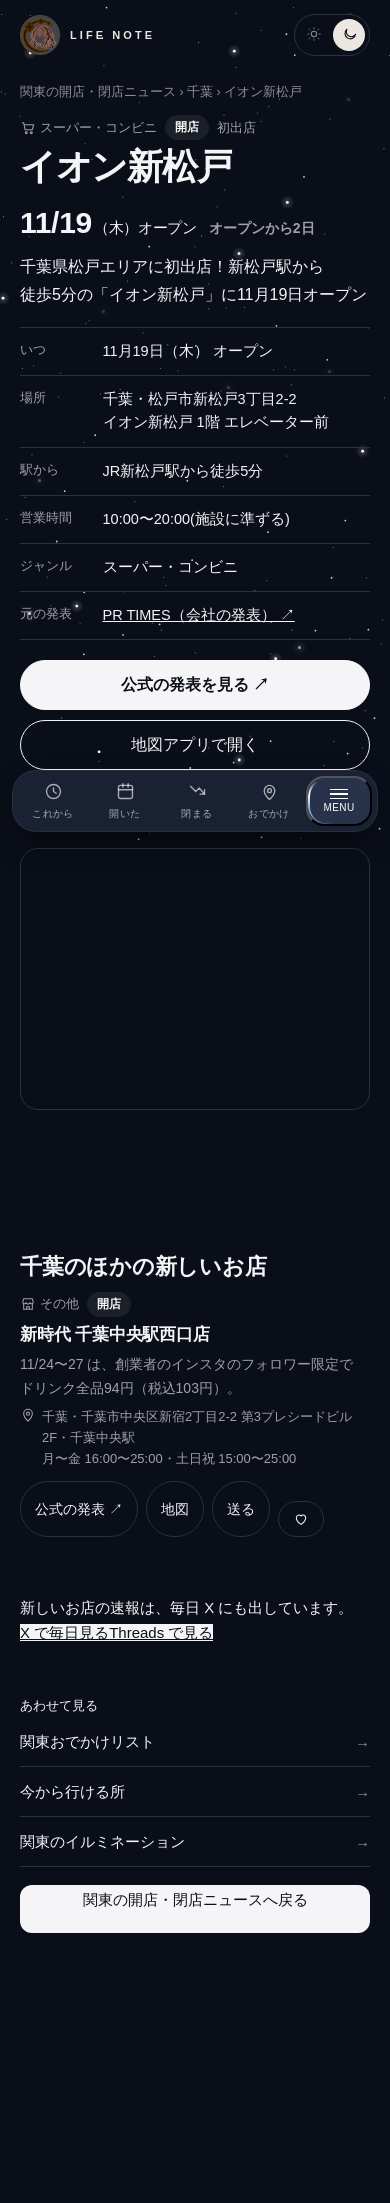 LIFE NOTE
関東の開店・閉店ニュース › 千葉 › イオン新松戸
スーパー・コンビニ 開店 初出店
イオン新松戸
11/19（木）オープン オープンから2日
千葉県松戸エリアに初出店！新松戸駅から
徒歩5分の「イオン新松戸」に11月19日オープン
いつ 11月19日（木） オープン
場所 千葉・松戸市新松戸3丁目2-2
イオン新松戸 1階 エレベーター前
駅から JR新松戸駅から徒歩5分
営業時間 10:00〜20:00(施設に準ずる)
ジャンル スーパー・コンビニ
元の発表 PR TIMES（会社の発表） ↗
公式の発表を見る ↗
地図アプリで開く
これから 開いた 閉まる おでかけ MENU
千葉のほかの新しいお店
その他 開店
新時代 千葉中央駅西口店
11/24〜27 は、創業者のインスタのフォロワー限定で
ドリンク全品94円（税込103円）。
千葉・千葉市中央区新宿2丁目2-2 第3プレシードビル
2F・千葉中央駅
月〜金 16:00〜25:00・土日祝 15:00〜25:00
公式の発表 ↗ 地図 送る
新しいお店の速報は、毎日 X にも出しています。
X で毎日見るThreads で見る
あわせて見る
関東おでかけリスト →
今から行ける所 →
関東のイルミネーション →
関東の開店・閉店ニュースへ戻る